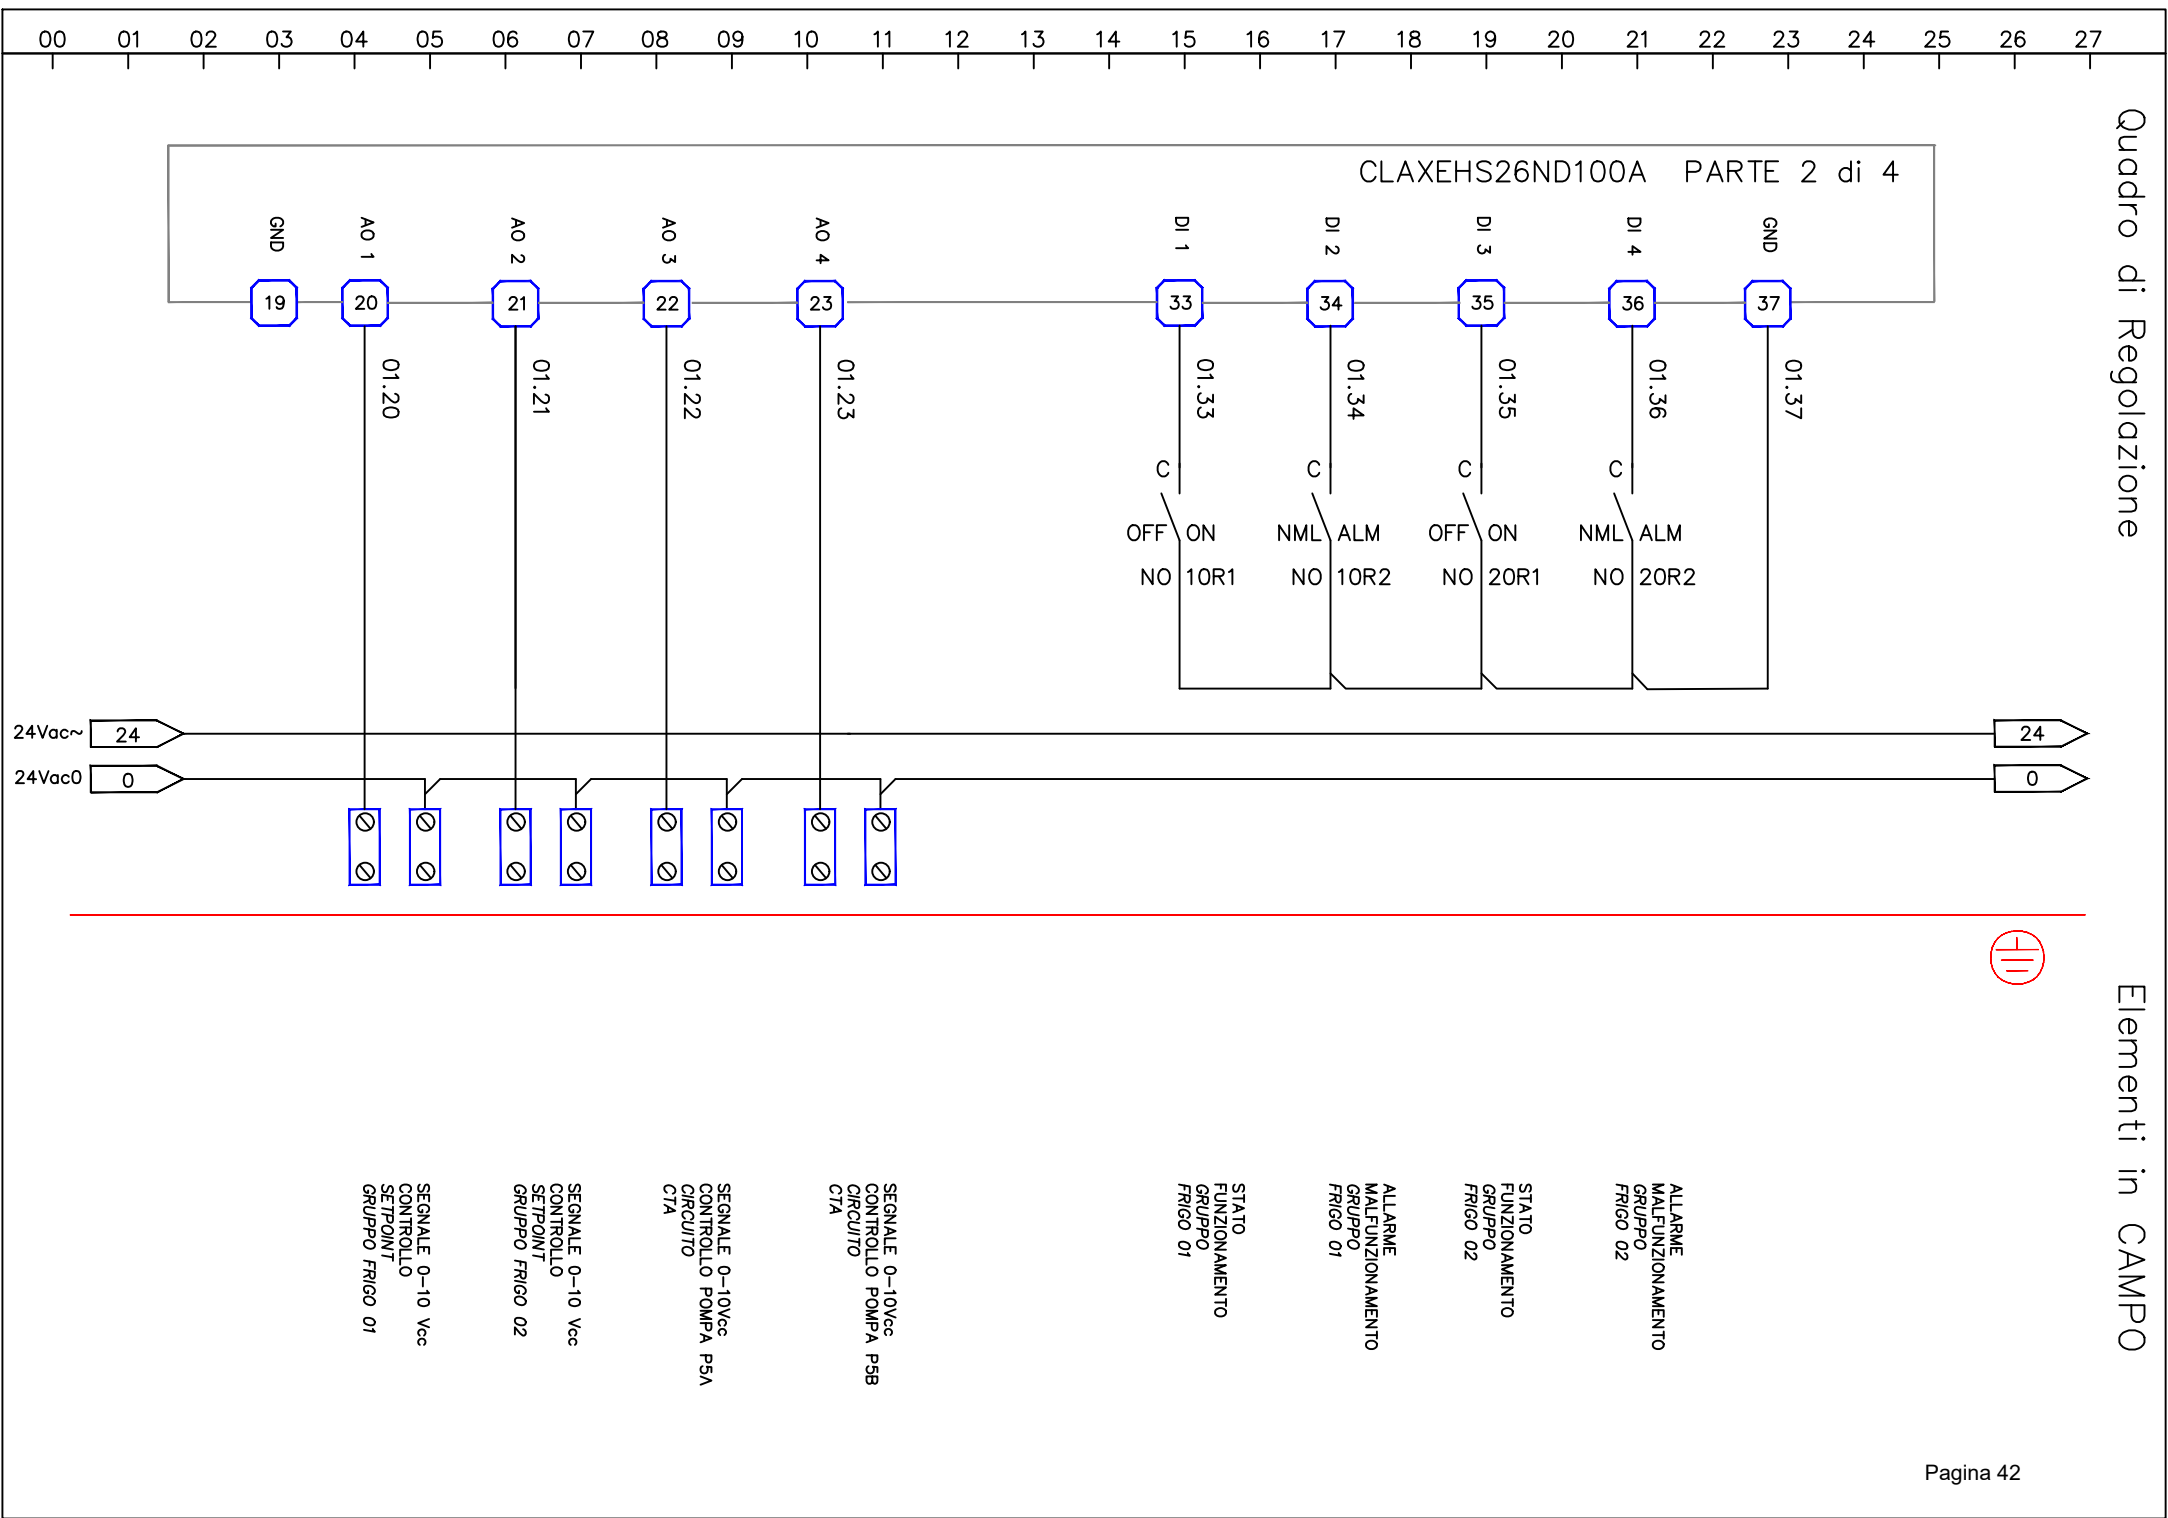 00 01 02 03 04 05 06 07 08 09 10 11 12 13 14 15 16 17 18 19 20 21 22 23 24 25 26 27
Quadro di Regolazione
CLAXEHS26ND100A PARTE 2 di 4
GND
AO 1
AO 2
AO 3
AO 4
DI 1
DI 2
DI 3
DI 4
GND
19 20 21 22 23 33 34 35 36 37
01.20
01.21
01.22
01.23
01.33
01.34
01.35
01.36
01.37
C C C C
OFF ON NML ALM OFF ON NML ALM
NO 10R1 NO 10R2 NO 20R1 NO 20R2
24Vac~ 24 24
24Vac0 0 0
Elementi in CAMPO
SEGNALE 0-10 Vcc
CONTROLLO
SETPOINT
GRUPPO FRIGO 01
SEGNALE 0-10 Vcc
CONTROLLO
SETPOINT
GRUPPO FRIGO 02
SEGNALE 0-10Vcc
CONTROLLO POMPA P5A
CIRCUITO
CTA
SEGNALE 0-10Vcc
CONTROLLO POMPA P5B
CIRCUITO
CTA
STATO
FUNZIONAMENTO
GRUPPO
FRIGO 01
ALLARME
MALFUNZIONAMENTO
GRUPPO
FRIGO 01
STATO
FUNZIONAMENTO
GRUPPO
FRIGO 02
ALLARME
MALFUNZIONAMENTO
GRUPPO
FRIGO 02
Pagina 42